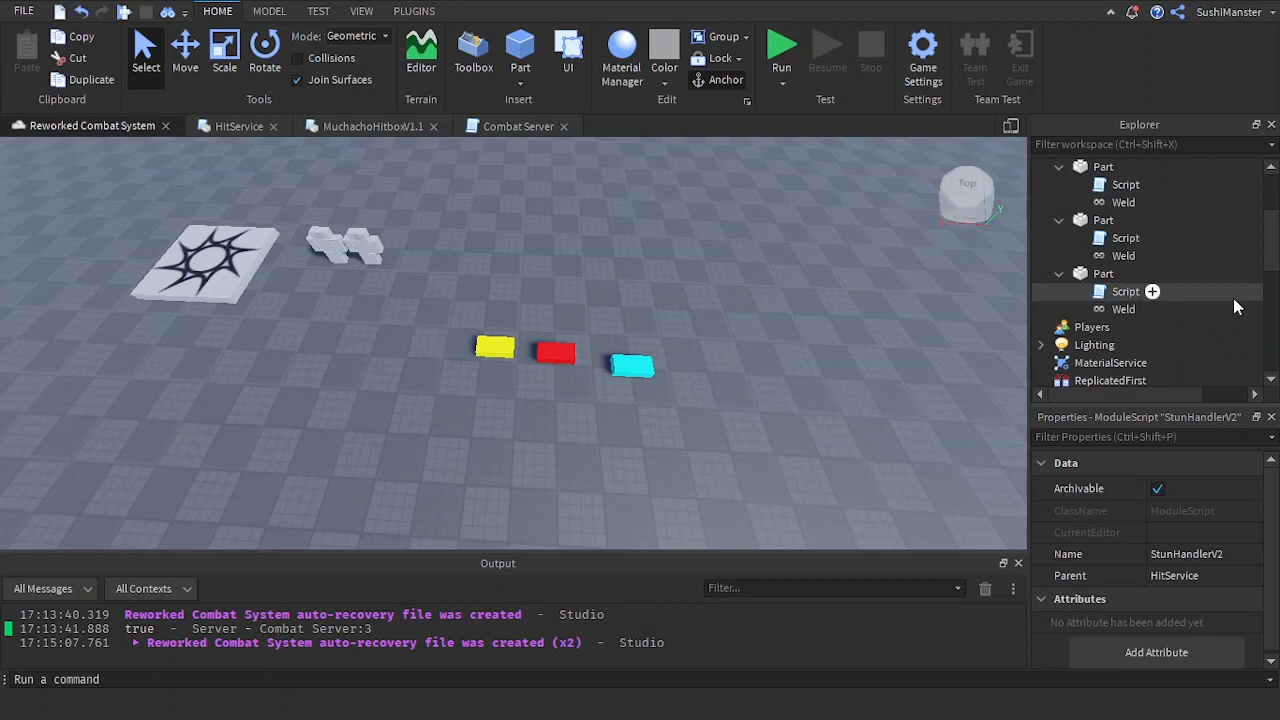 FILE HOME MODEL TEST VIEW PLUGINS SushiManster
Paste Copy Cut Duplicate Clipboard
Select Move Scale Rotate Mode: Geometric Collisions Join Surfaces Tools
Editor Terrain
Toolbox Part UI Insert
Material Manager Color Group Lock Anchor Edit
Run Resume Stop Test
Game Settings Settings
Team Test Exit Game Team Test
Reworked Combat System HitService MuchachoHitboxV1.1 Combat Server
Top
Y
Explorer
Filter workspace (Ctrl+Shift+X)
Part
Script
Weld
Part
Script
Weld
Part
Script
Weld
Players
Lighting
MaterialService
ReplicatedFirst
Properties - ModuleScript "StunHandlerV2"
Filter Properties (Ctrl+Shift+P)
Data
Archivable
ClassName ModuleScript
CurrentEditor
Name StunHandlerV2
Parent HitService
Attributes
No Attribute has been added yet
Add Attribute
Output
All Messages All Contexts Filter...
17:13:40.319 Reworked Combat System auto-recovery file was created - Studio
17:13:41.888 true - Server - Combat Server:3
17:15:07.761 Reworked Combat System auto-recovery file was created (x2) - Studio
Run a command